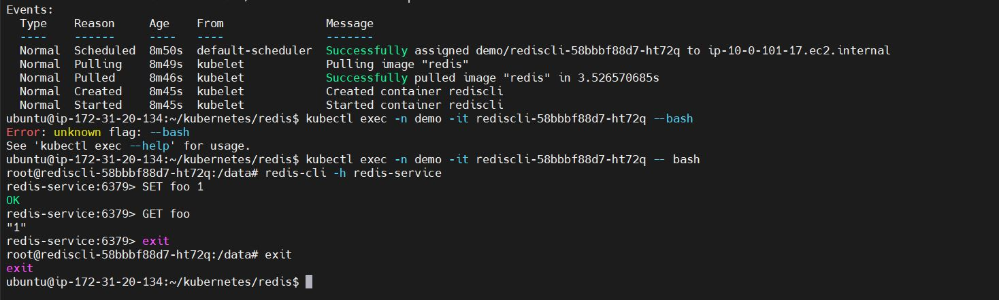 Events:
Type Reason Age From Message
---- ------ ---- ---- -------
Normal Scheduled 8m50s default-scheduler Successfully assigned demo/rediscli-58bbbf88d7-ht72q to ip-10-0-101-17.ec2.internal
Normal Pulling 8m49s kubelet Pulling image "redis"
Normal Pulled 8m46s kubelet Successfully pulled image "redis" in 3.526570685s
Normal Created 8m45s kubelet Created container rediscli
Normal Started 8m45s kubelet Started container rediscli
ubuntu@ip-172-31-20-134:~/kubernetes/redis$ kubectl exec -n demo -it rediscli-58bbbf88d7-ht72q --bash
Error: unknown flag: --bash
See 'kubectl exec --help' for usage.
ubuntu@ip-172-31-20-134:~/kubernetes/redis$ kubectl exec -n demo -it rediscli-58bbbf88d7-ht72q -- bash
root@rediscli-58bbbf88d7-ht72q:/data# redis-cli -h redis-service
redis-service:6379> SET foo 1
OK
redis-service:6379> GET foo
"1"
redis-service:6379> exit
root@rediscli-58bbbf88d7-ht72q:/data# exit
exit
ubuntu@ip-172-31-20-134:~/kubernetes/redis$